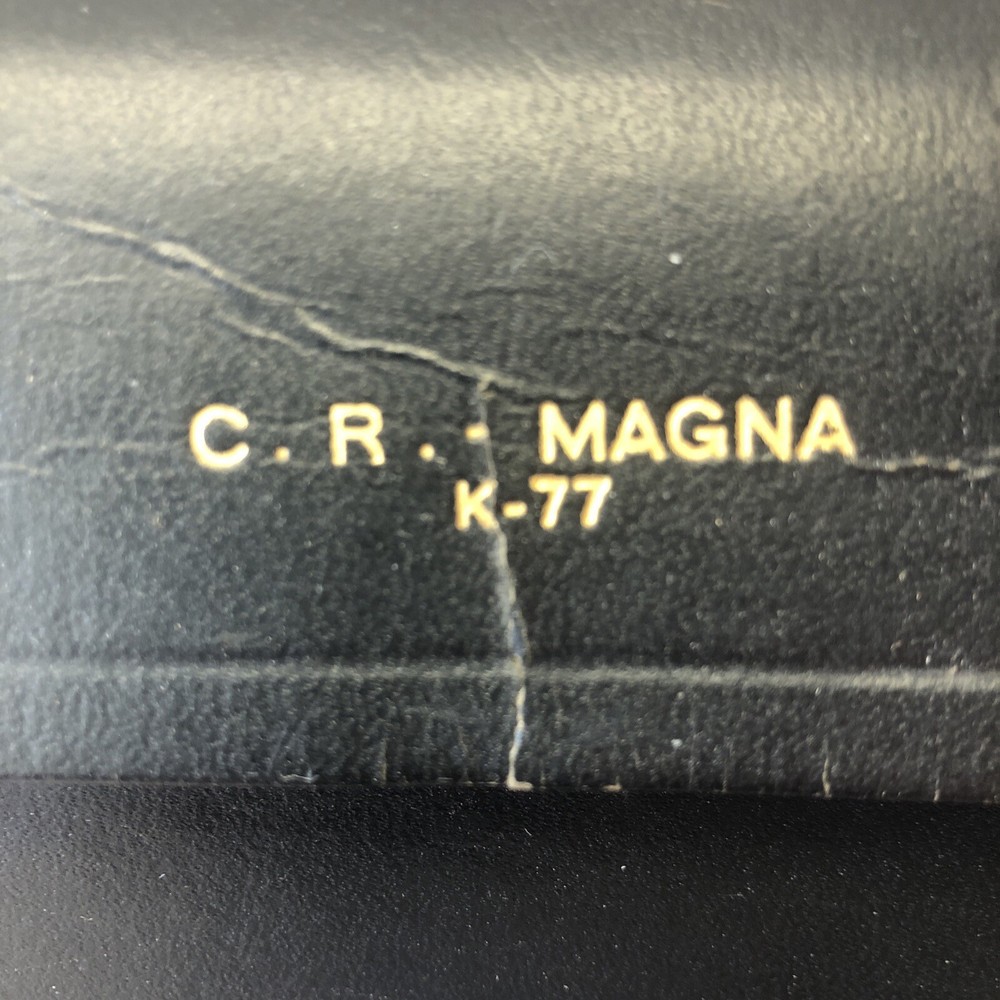 C. R. - MAGNA
K-77